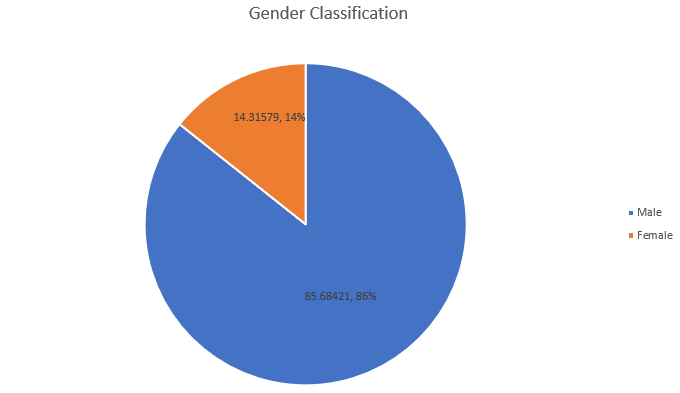 Gender Classification
14.31579, 14%
85.68421, 86%
Male
Female